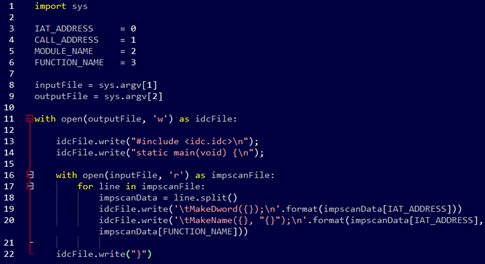 1 import sys
2
3 IAT_ADDRESS = 0
4 CALL_ADDRESS = 1
5 MODULE_NAME = 2
6 FUNCTION_NAME = 3
7
8 inputFile = sys.argv[1]
9 outputFile = sys.argv[2]
10
11 with open(outputFile, 'w') as idcFile:
12
13 idcFile.write("#include <idc.idc>\n");
14 idcFile.write("static main(void) {\n");
15
16 with open(inputFile, 'r') as impscanFile:
17 for line in impscanFile:
18 impscanData = line.split()
19 idcFile.write('\tMakeDword({});\n'.format(impscanData[IAT_ADDRESS]))
20 idcFile.write('\tMakeName({}, "{}");\n'.format(impscanData[IAT_ADDRESS],
impscanData[FUNCTION_NAME]))
21
22 idcFile.write("}")